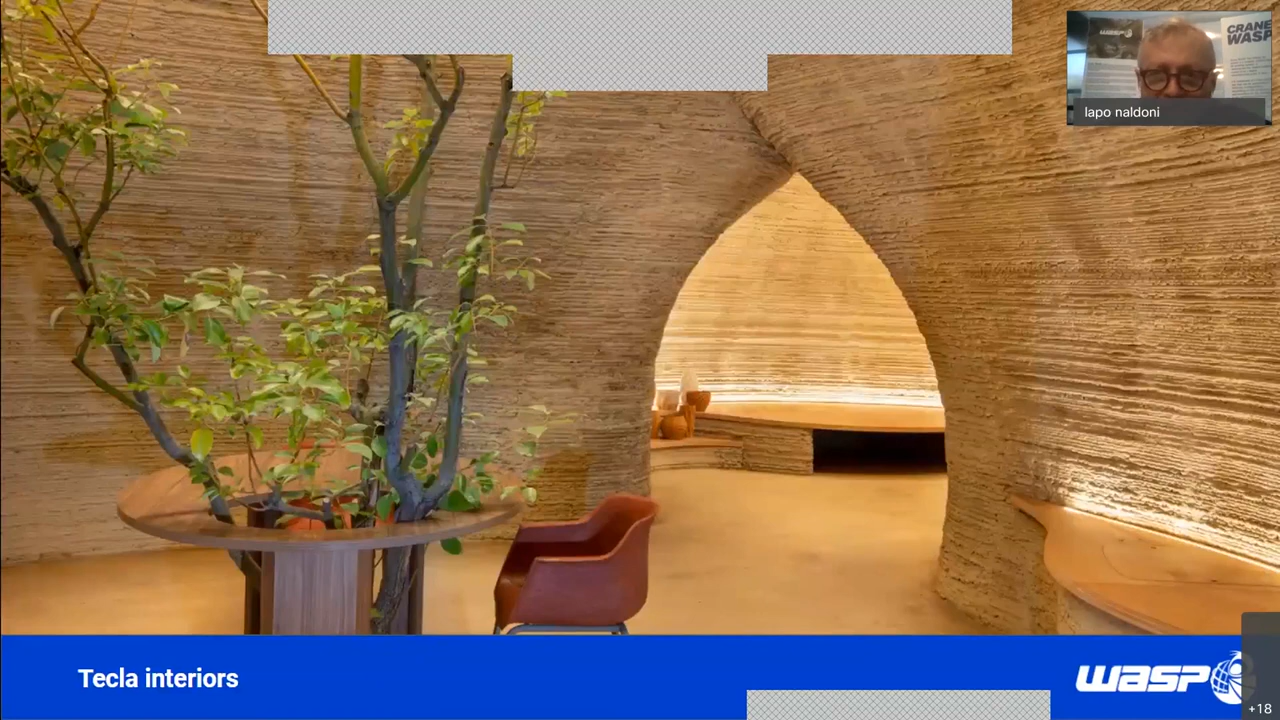 WASP
CRANE
WASP
lapo naldoni
Tecla interiors
WASP
+18